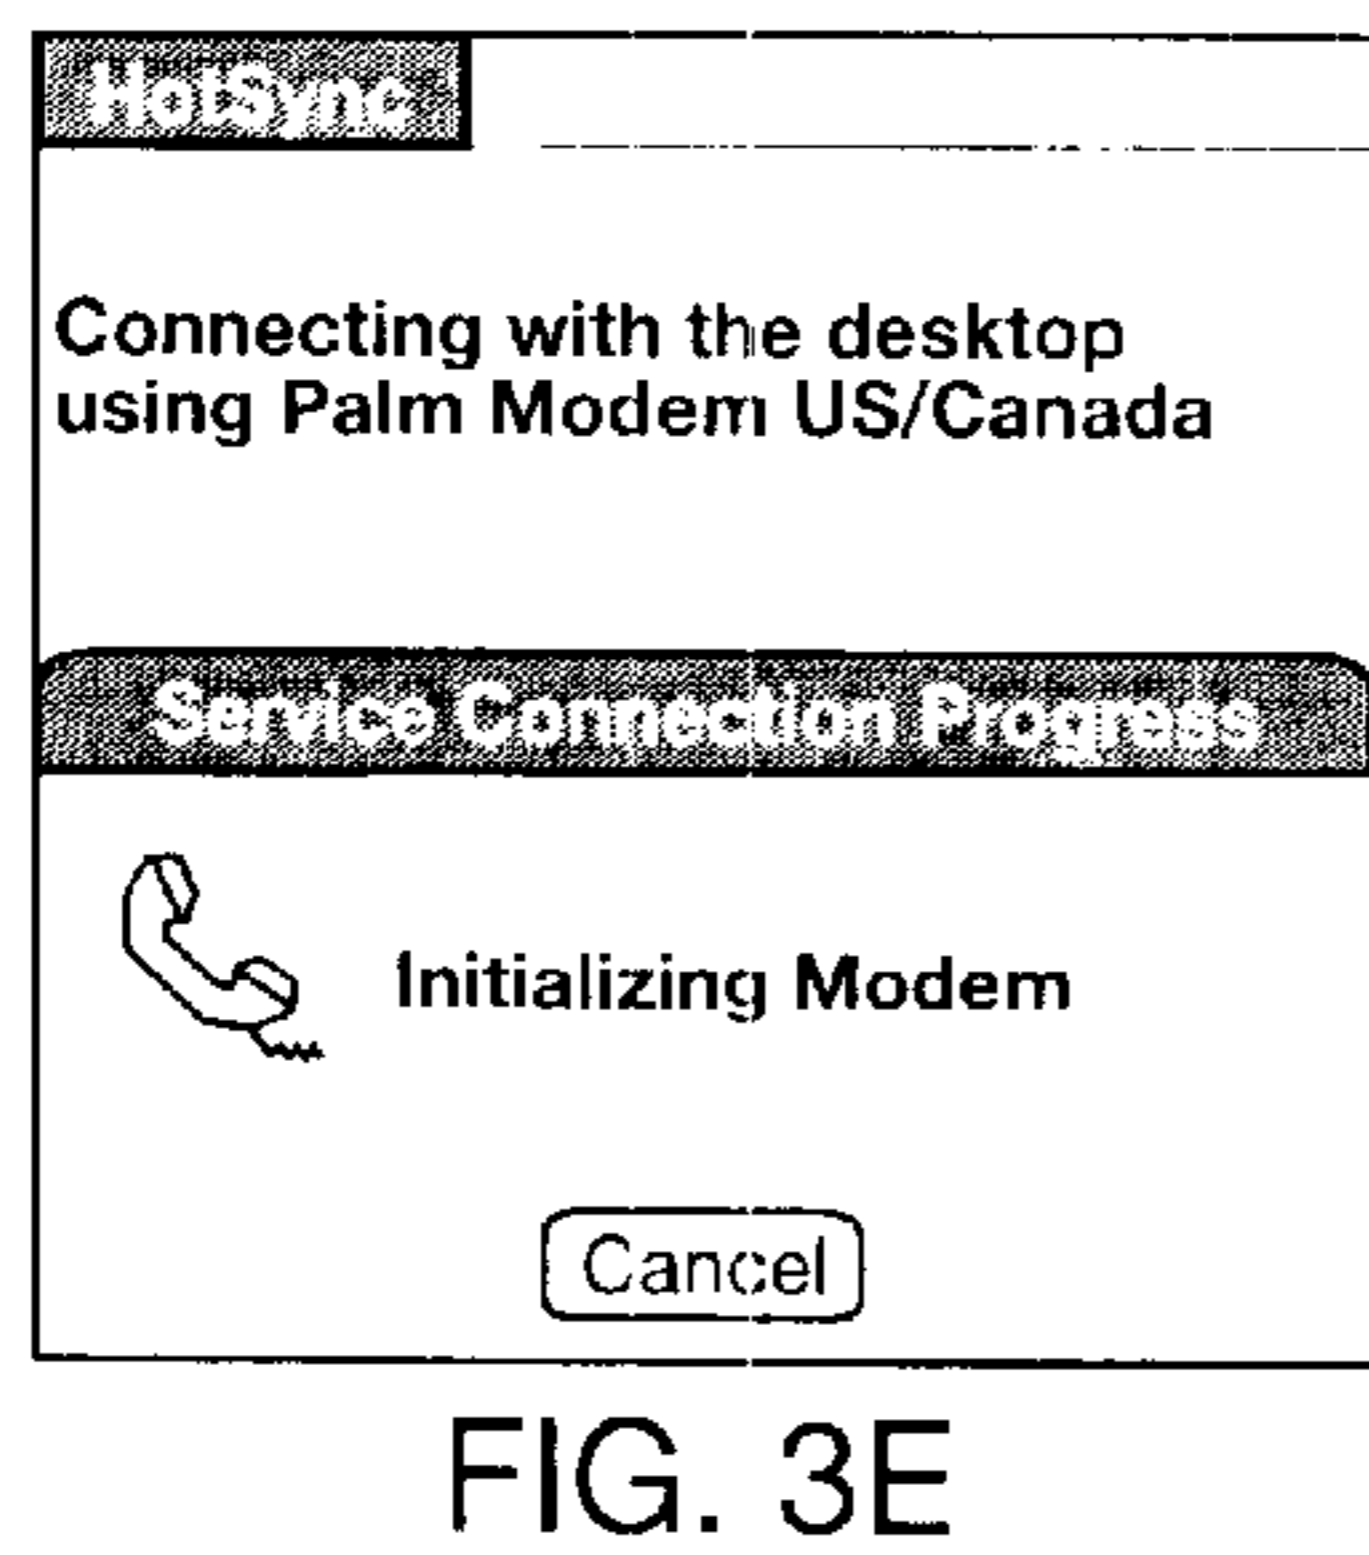 HotSync
Connecting with the desktop
using Palm Modem US/Canada
Service Connection Progress
Initializing Modem
Cancel
FIG. 3E